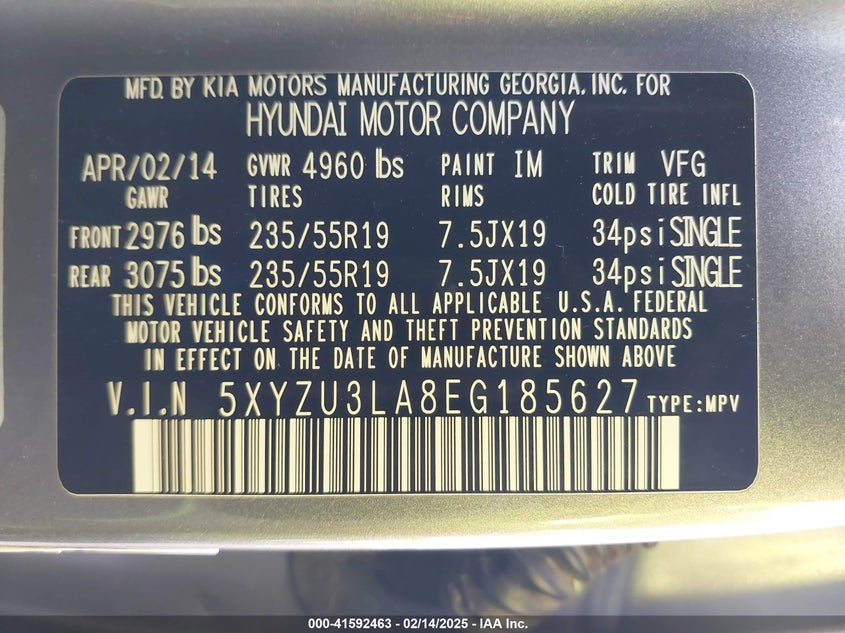 MFD. BY KIA MOTORS MANUFACTURING GEORGIA, INC. FOR
HYUNDAI MOTOR COMPANY
APR/02/14 GVWR 4960 lbs PAINT IM TRIM VFG
GAWR TIRES RIMS COLD TIRE INFL
FRONT 2976 lbs 235/55R19 7.5JX19 34psi SINGLE
REAR 3075 lbs 235/55R19 7.5JX19 34psi SINGLE
THIS VEHICLE CONFORMS TO ALL APPLICABLE U.S.A. FEDERAL
MOTOR VEHICLE SAFETY AND THEFT PREVENTION STANDARDS
IN EFFECT ON THE DATE OF MANUFACTURE SHOWN ABOVE
V.I.N 5XYZU3LA8EG185627 TYPE:MPV
000-41592463 - 02/14/2025 - IAA Inc.